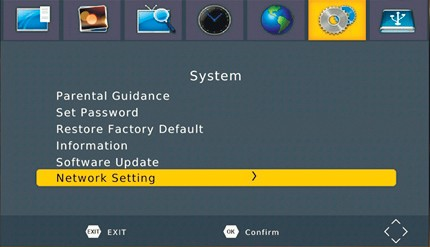 System
Parental Guidance
Set Password
Restore Factory Default
Information
Software Update
Network Setting >
EXIT EXIT OK Confirm